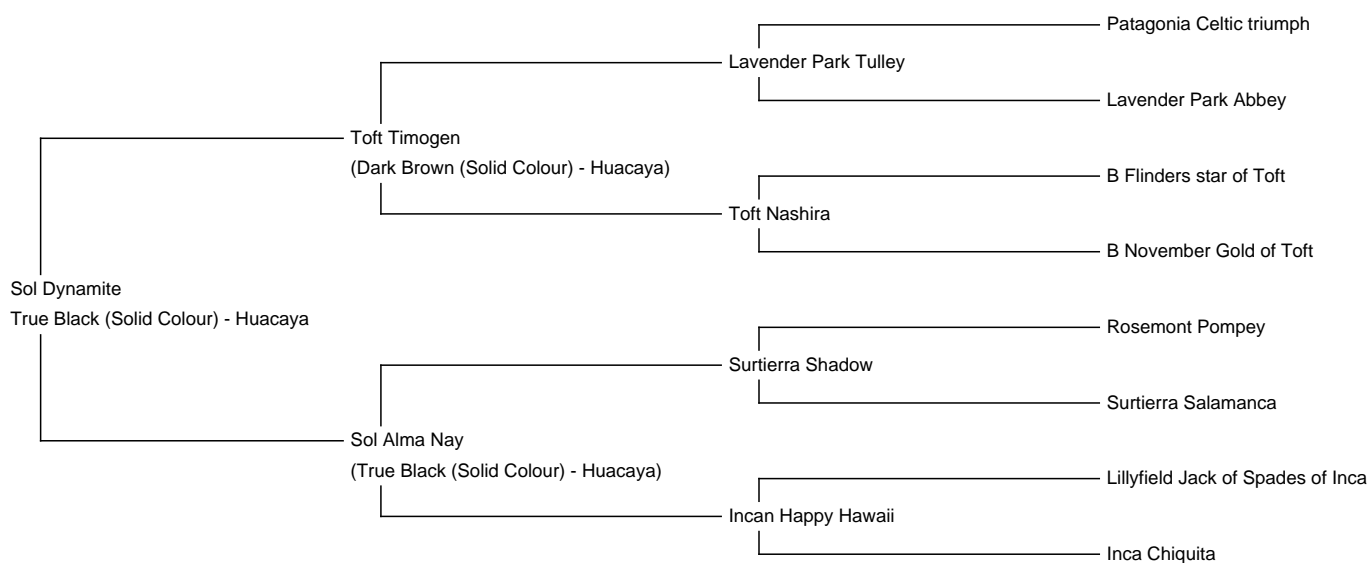 Patagonia Celtic triumph
Lavender Park Tulley
Lavender Park Abbey
Toft Timogen
(Dark Brown (Solid Colour) - Huacaya)
B Flinders star of Toft
Toft Nashira
B November Gold of Toft
Sol Dynamite
True Black (Solid Colour) - Huacaya
Rosemont Pompey
Surtierra Shadow
Surtierra Salamanca
Sol Alma Nay
(True Black (Solid Colour) - Huacaya)
Lillyfield Jack of Spades of Inca
Incan Happy Hawaii
Inca Chiquita